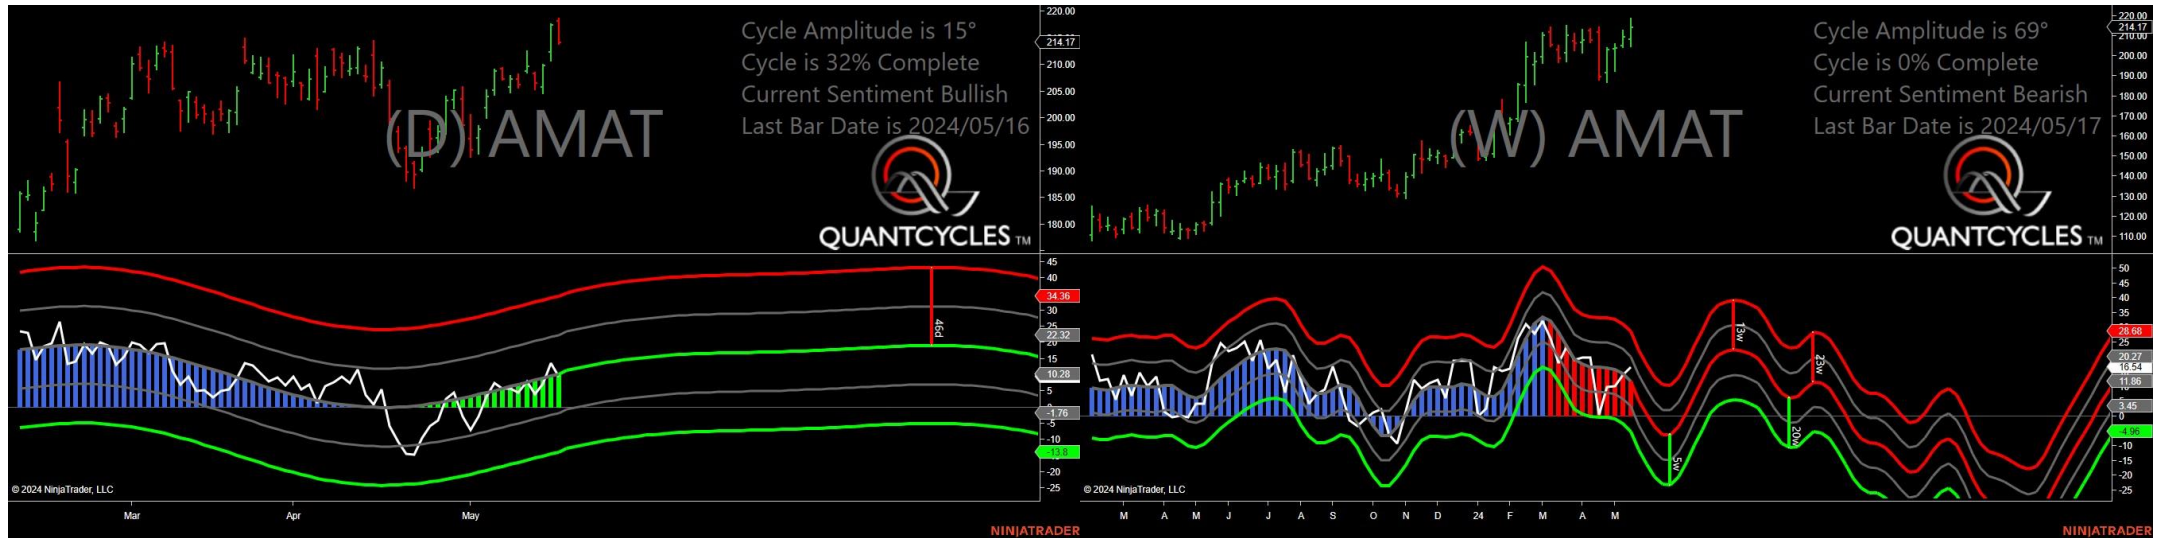 Cycle Amplitude is 15°
Cycle is 32% Complete
Current Sentiment Bullish
Last Bar Date is 2024/05/16
(D) AMAT
QUANTCYCLES TM
220.00
214.17
210.00
205.00
200.00
195.00
190.00
185.00
180.00
45
40
34.36
30
25
22.32
20
15
10.28
5
-1.76
-5
-10
-13.8
-20
-25
46d
© 2024 NinjaTrader, LLC
Mar Apr May
NINJATRADER
Cycle Amplitude is 69°
Cycle is 0% Complete
Current Sentiment Bearish
Last Bar Date is 2024/05/17
(W) AMAT
QUANTCYCLES TM
220.00
214.17
210.00
200.00
190.00
180.00
170.00
160.00
150.00
140.00
130.00
120.00
110.00
50
45
40
35
28.68
25
20.27
16.54
11.86
3.45
0
-4.96
-10
-15
-20
-25
13w
23w
5w
20w
© 2024 NinjaTrader, LLC
M A M J J A S O N D 24 F M A M
NINJATRADER